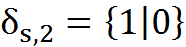 δs,2 = {1|0}